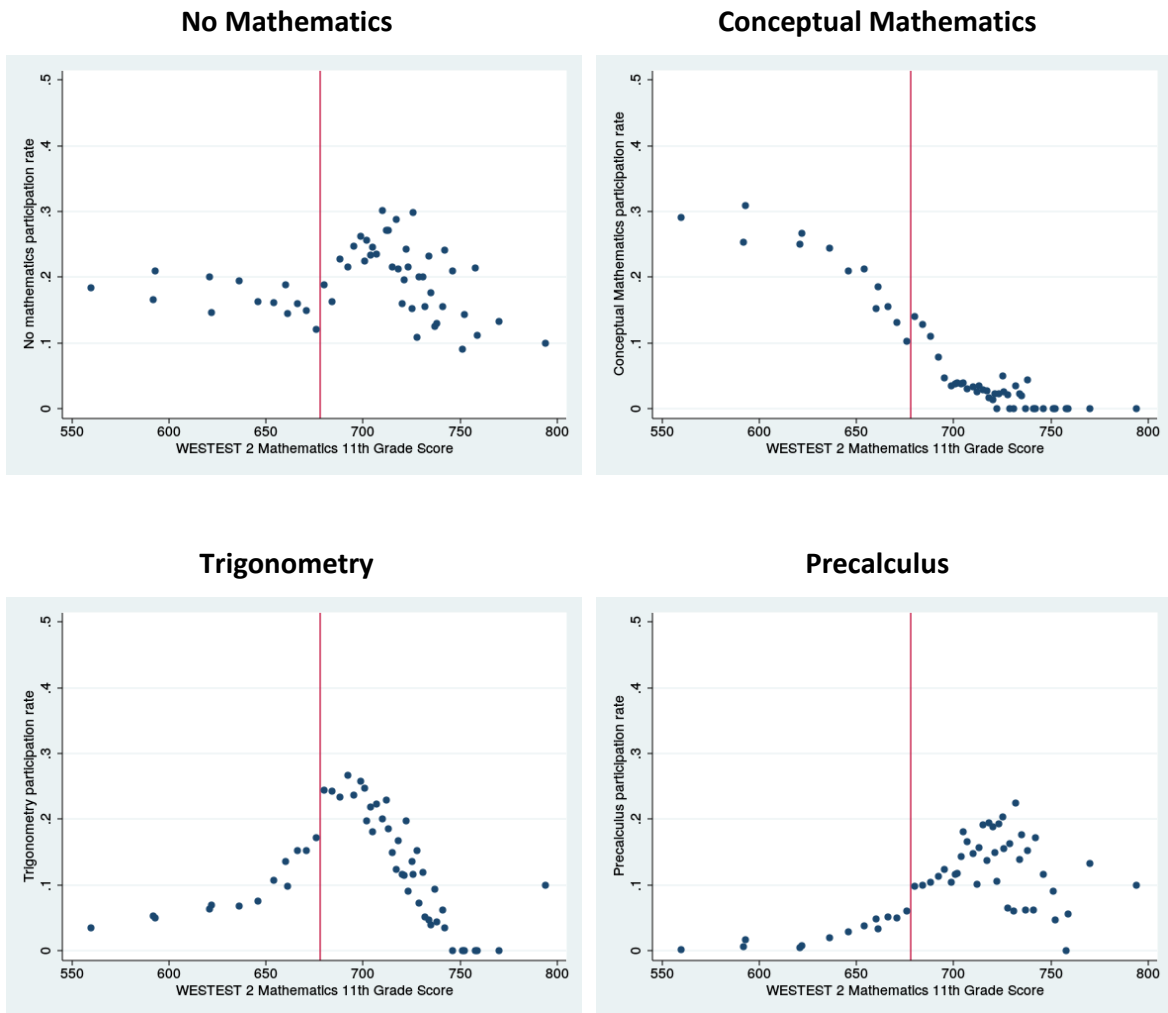 No Mathematics
No mathematics participation rate
.5
.4
.3
.2
.1
0
550 600 650 700 750 800
WESTEST 2 Mathematics 11th Grade Score
Conceptual Mathematics
Conceptual Mathematics participation rate
.5
.4
.3
.2
.1
0
550 600 650 700 750 800
WESTEST 2 Mathematics 11th Grade Score
Trigonometry
Trigonometry participation rate
.5
.4
.3
.2
.1
0
550 600 650 700 750 800
WESTEST 2 Mathematics 11th Grade Score
Precalculus
Precalculus participation rate
.5
.4
.3
.2
.1
0
550 600 650 700 750 800
WESTEST 2 Mathematics 11th Grade Score